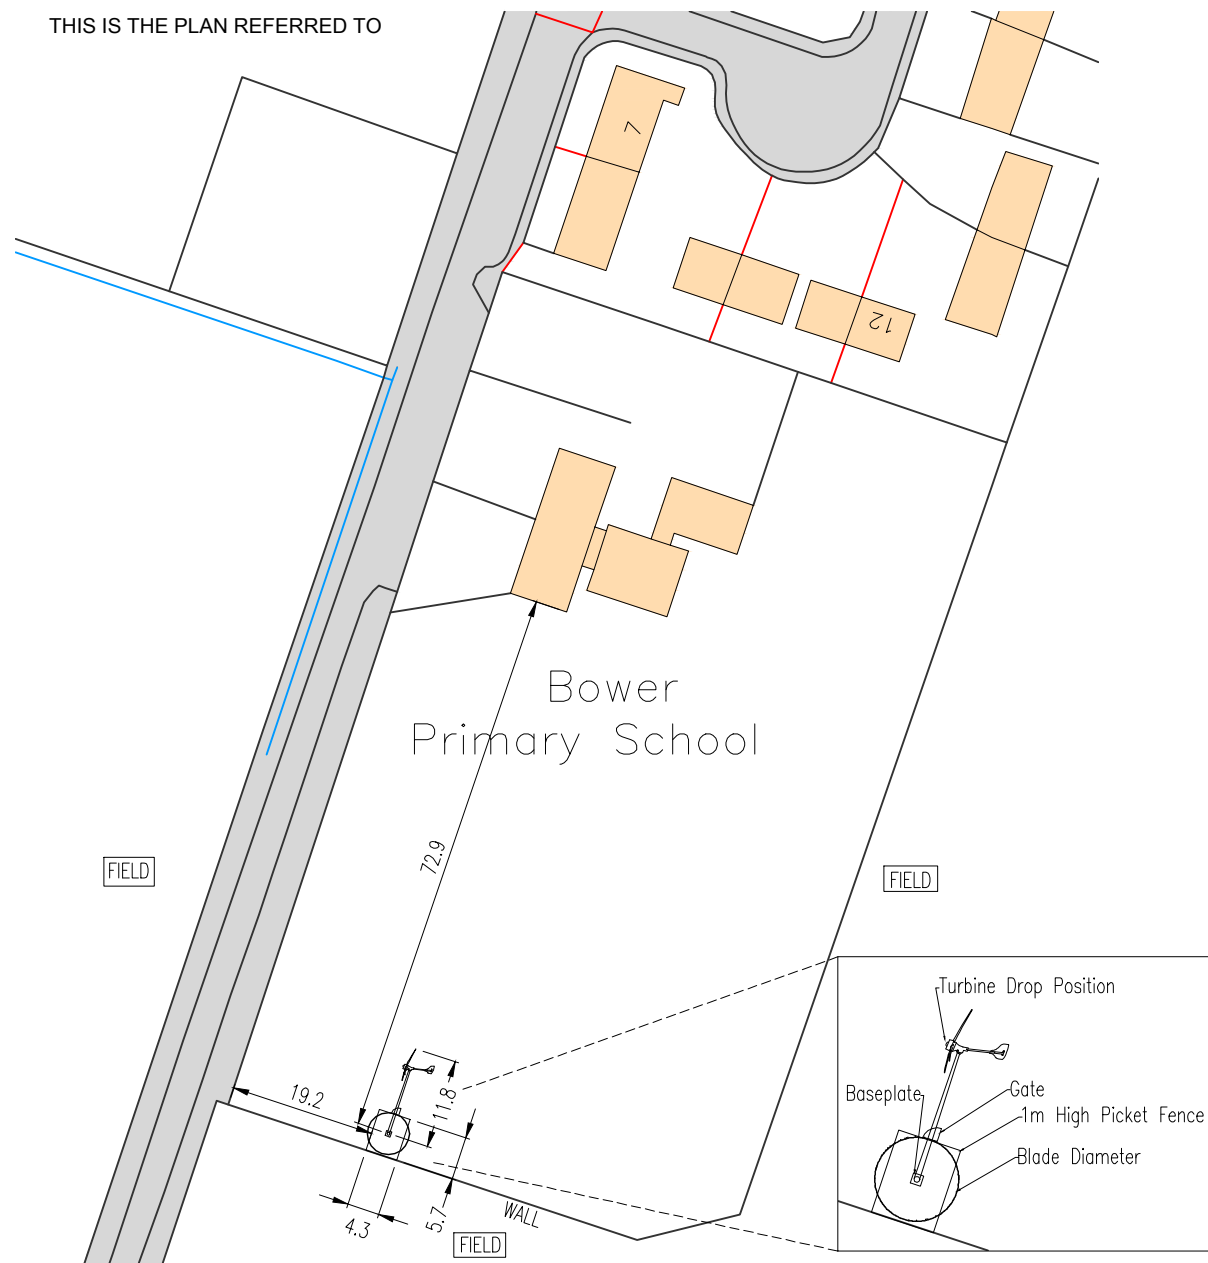 THIS IS THE PLAN REFERRED TO
7
12
Bower
Primary School
72.9
FIELD
FIELD
Turbine Drop Position
Baseplate
Gate
1m High Picket Fence
Blade Diameter
19.2
11.8
4.3
5.7
WALL
FIELD